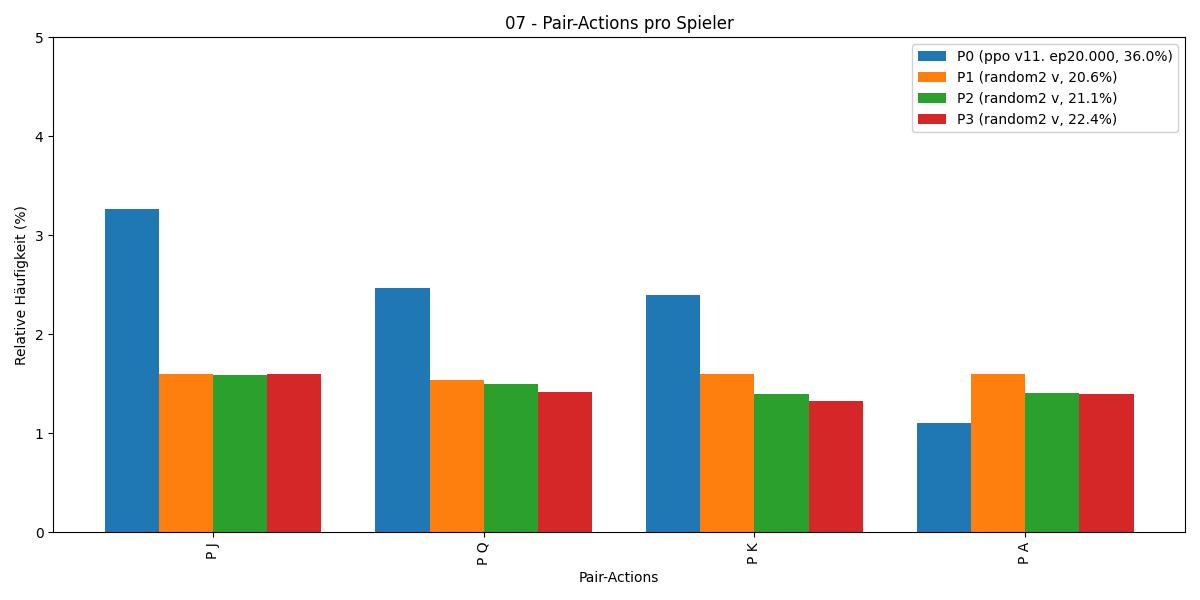 07 - Pair-Actions pro Spieler
P0 (ppo v11. ep20.000, 36.0%)
P1 (random2 v, 20.6%)
P2 (random2 v, 21.1%)
P3 (random2 v, 22.4%)
Relative Häufigkeit (%)
5
4
3
2
1
0
P J
P Q
P K
P A
Pair-Actions